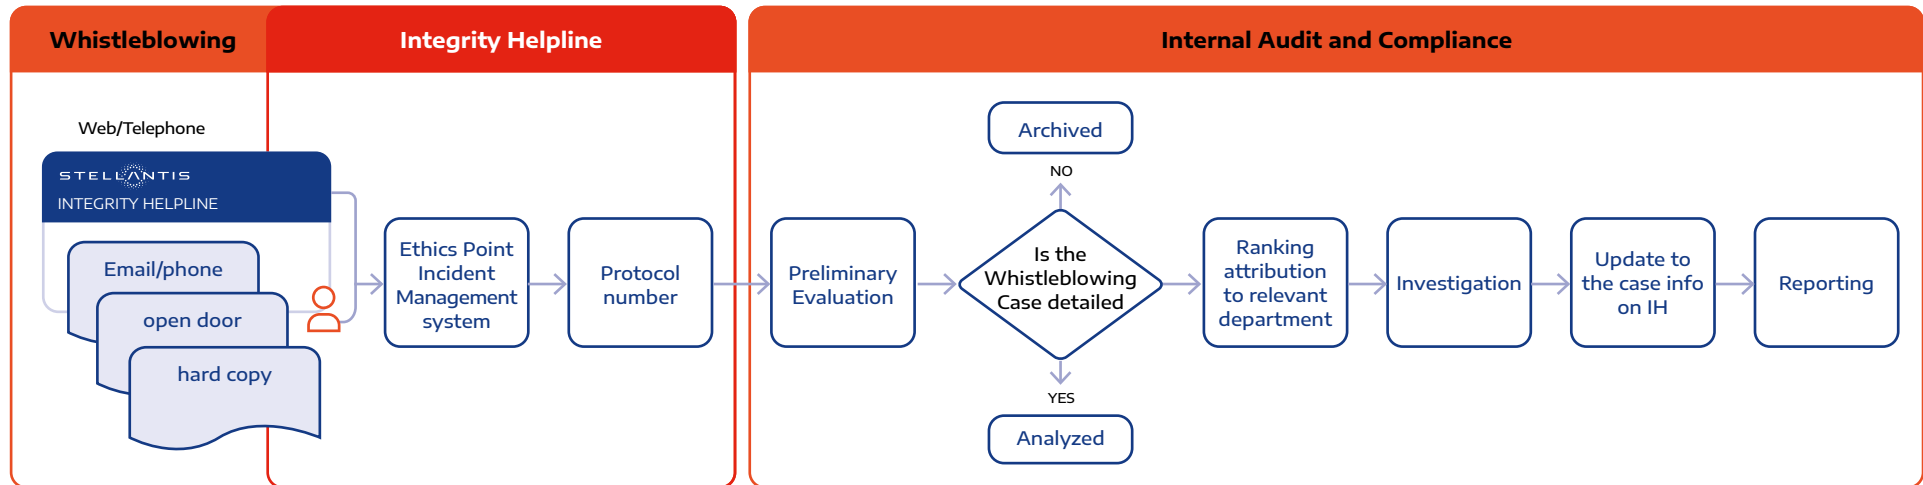 Whistleblowing
Integrity Helpline
Internal Audit and Compliance
Web/Telephone
STELLANTIS
INTEGRITY HELPLINE
Email/phone
open door
hard copy
Ethics Point
Incident
Management
system
Protocol
number
Preliminary
Evaluation
Archived
NO
Is the
Whistleblowing
Case detailed
YES
Analyzed
Ranking
attribution
to relevant
department
Investigation
Update to
the case info
on IH
Reporting